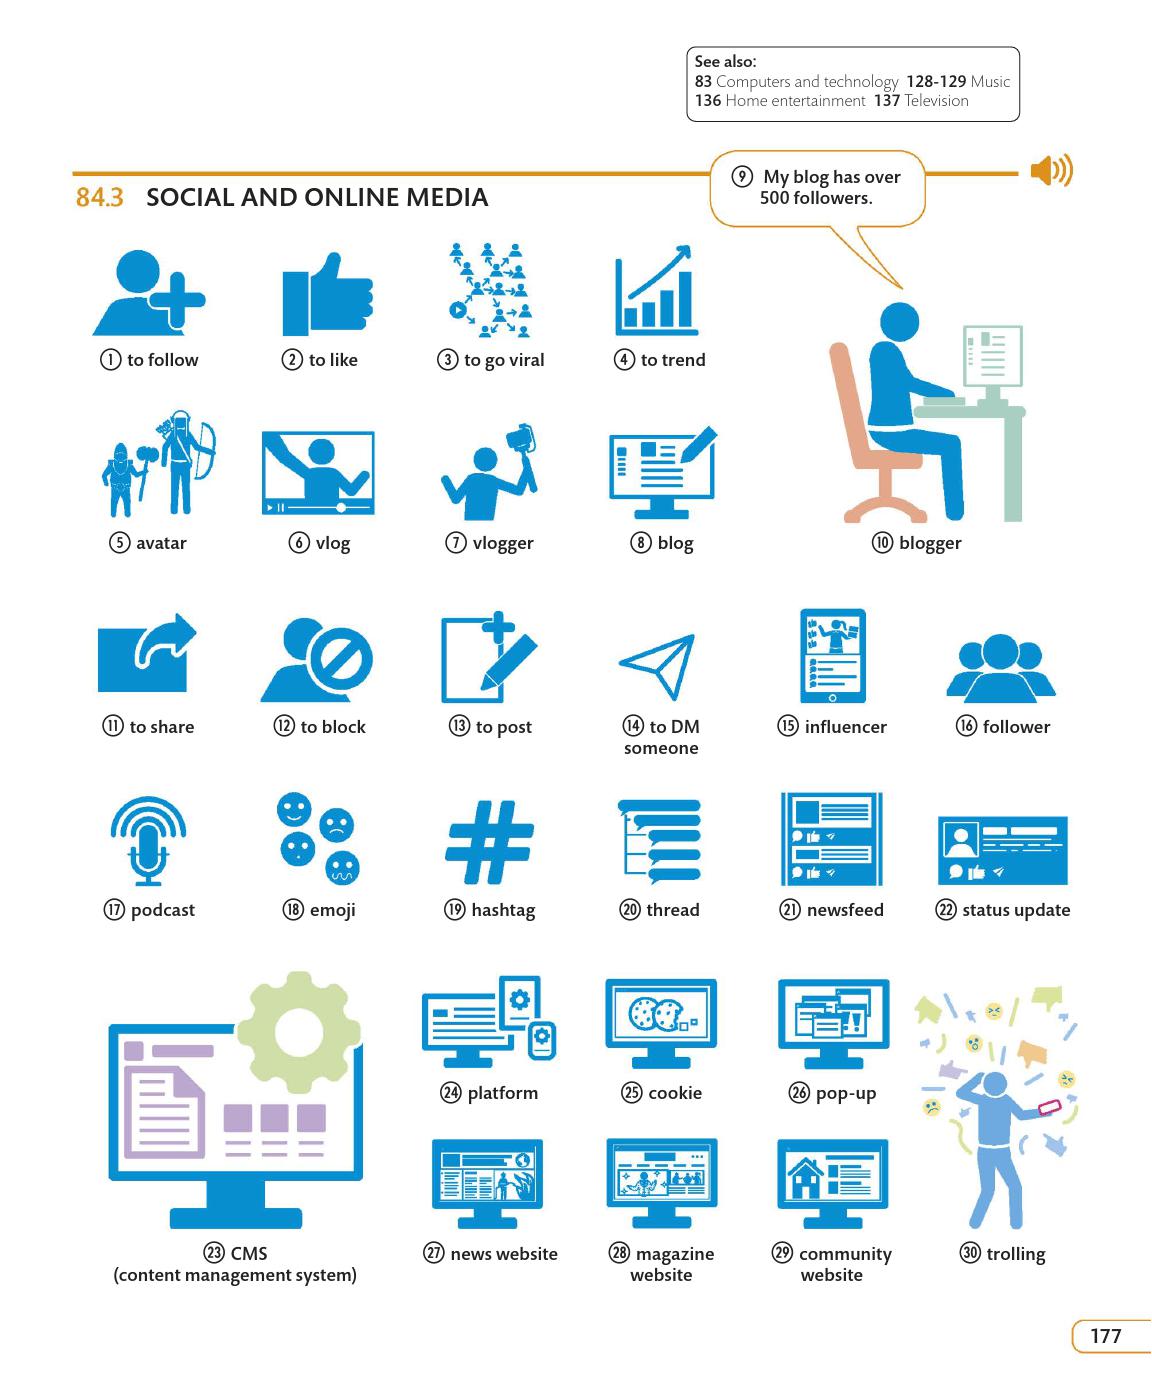 See also:
83 Computers and technology 128-129 Music
136 Home entertainment 137 Television
84.3 SOCIAL AND ONLINE MEDIA
⑨ My blog has over
500 followers.
① to follow
② to like
③ to go viral
④ to trend
⑤ avatar
⑥ vlog
⑦ vlogger
⑧ blog
⑩ blogger
⑪ to share
⑫ to block
⑬ to post
⑭ to DM
someone
⑮ influencer
⑯ follower
⑰ podcast
⑱ emoji
⑲ hashtag
⑳ thread
㉑ newsfeed
㉒ status update
㉓ CMS
(content management system)
㉔ platform
㉕ cookie
㉖ pop-up
㉗ news website
㉘ magazine
website
㉙ community
website
㉚ trolling
177